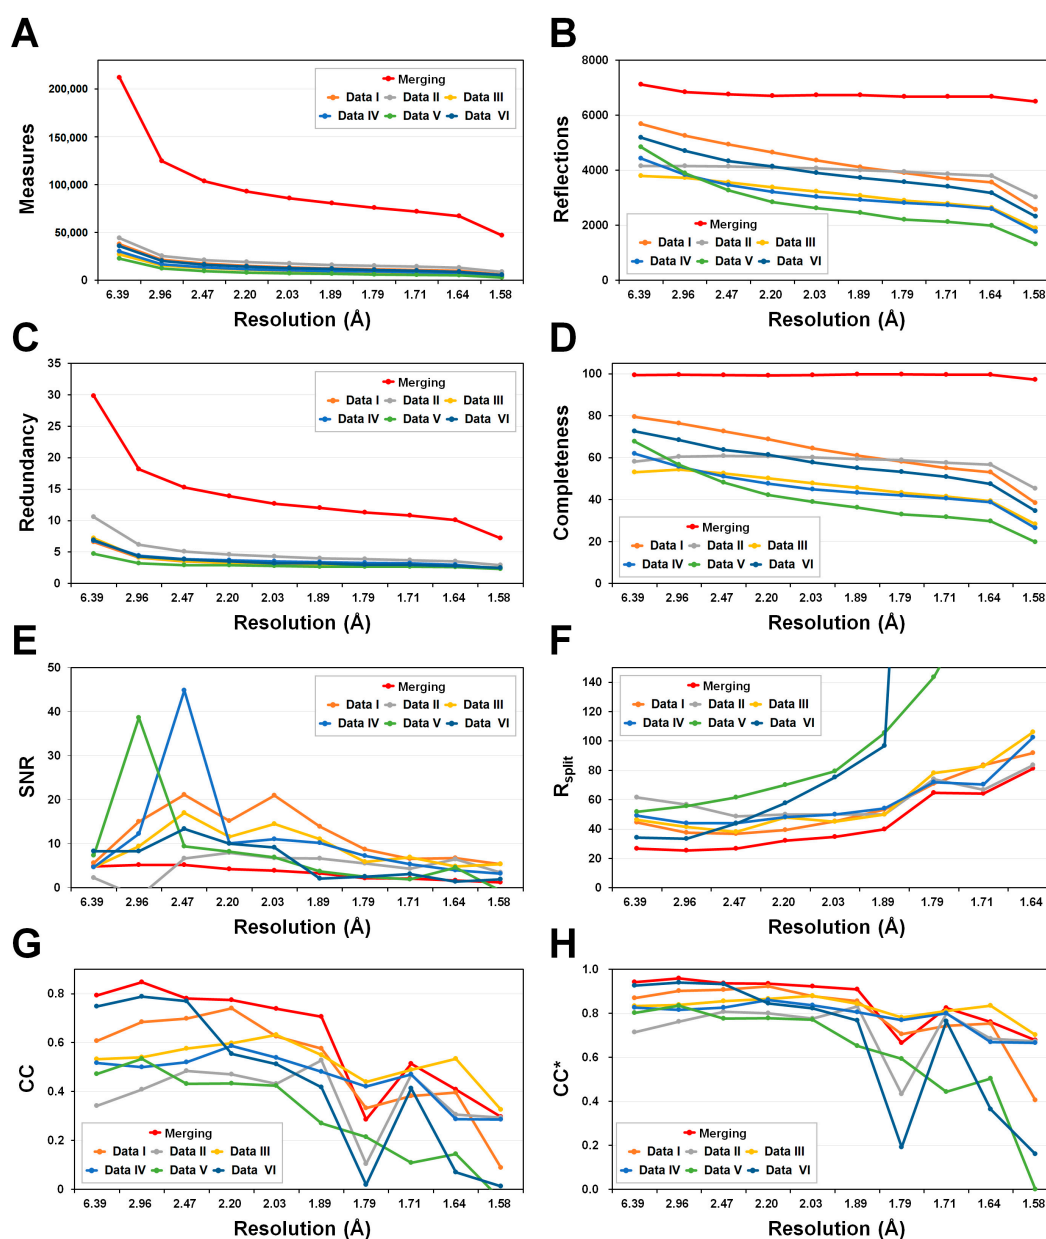 A
Measures
200,000
150,000
100,000
50,000
0
Merging
Data I Data II Data III
Data IV Data V Data VI
6.39 2.96 2.47 2.20 2.03 1.89 1.79 1.71 1.64 1.58
Resolution (Å)
B
Reflections
8000
6000
4000
2000
0
Merging
Data I Data II Data III
Data IV Data V Data VI
6.39 2.96 2.47 2.20 2.03 1.89 1.79 1.71 1.64 1.58
Resolution (Å)
C
Redundancy
35
30
25
20
15
10
5
0
Merging
Data I Data II Data III
Data IV Data V Data VI
6.39 2.96 2.47 2.20 2.03 1.89 1.79 1.71 1.64 1.58
Resolution (Å)
D
Completeness
100
80
60
40
20
0
Merging
Data I Data II Data III
Data IV Data V Data VI
6.39 2.96 2.47 2.20 2.03 1.89 1.79 1.71 1.64 1.58
Resolution (Å)
E
SNR
50
40
30
20
10
0
Merging
Data I Data II Data III
Data IV Data V Data VI
6.39 2.96 2.47 2.20 2.03 1.89 1.79 1.71 1.64 1.58
Resolution (Å)
F
Rsplit
140
120
100
80
60
40
20
0
Merging
Data I Data II Data III
Data IV Data V Data VI
6.39 2.96 2.47 2.20 2.03 1.89 1.79 1.71 1.64
Resolution (Å)
G
CC
0.8
0.6
0.4
0.2
0
Merging
Data I Data II Data III
Data IV Data V Data VI
6.39 2.96 2.47 2.20 2.03 1.89 1.79 1.71 1.64 1.58
Resolution (Å)
H
CC*
1.0
0.8
0.6
0.4
0.2
0.0
Merging
Data I Data II Data III
Data IV Data V Data VI
6.39 2.96 2.47 2.20 2.03 1.89 1.79 1.71 1.64 1.58
Resolution (Å)